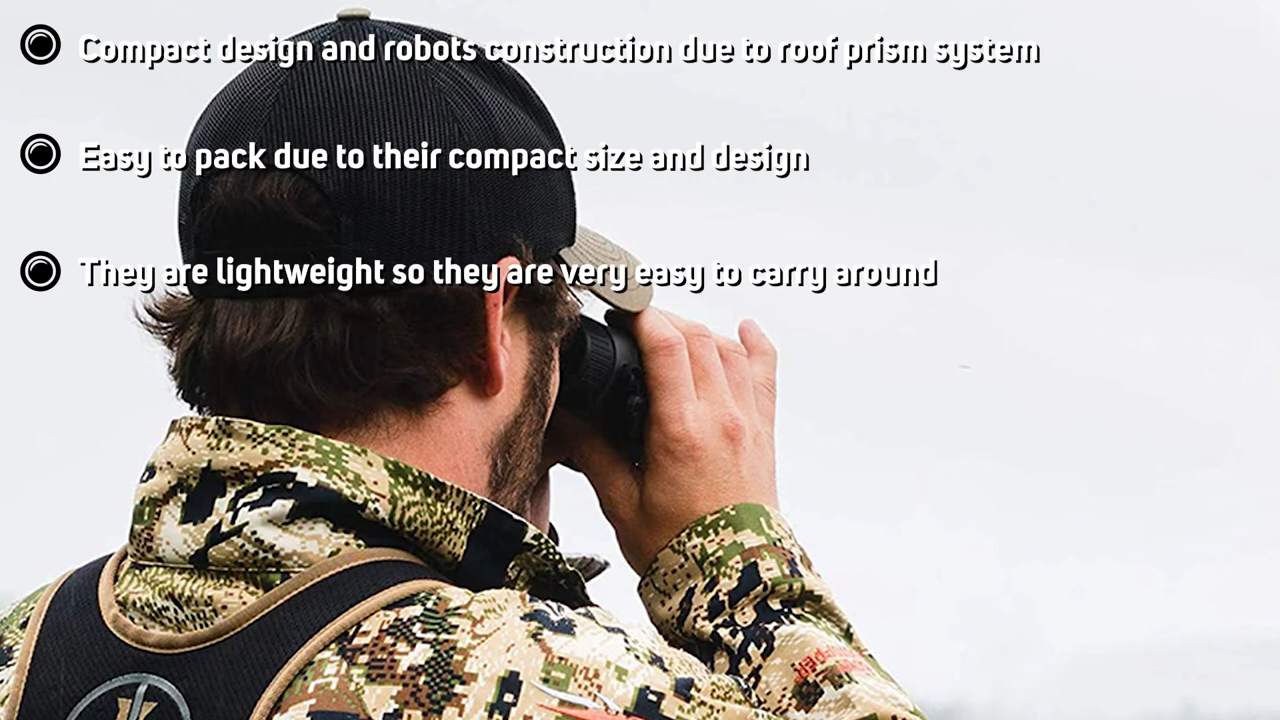 Compact design and robots construction due to roof prism system
Easy to pack due to their compact size and design
They are lightweight so they are very easy to carry around